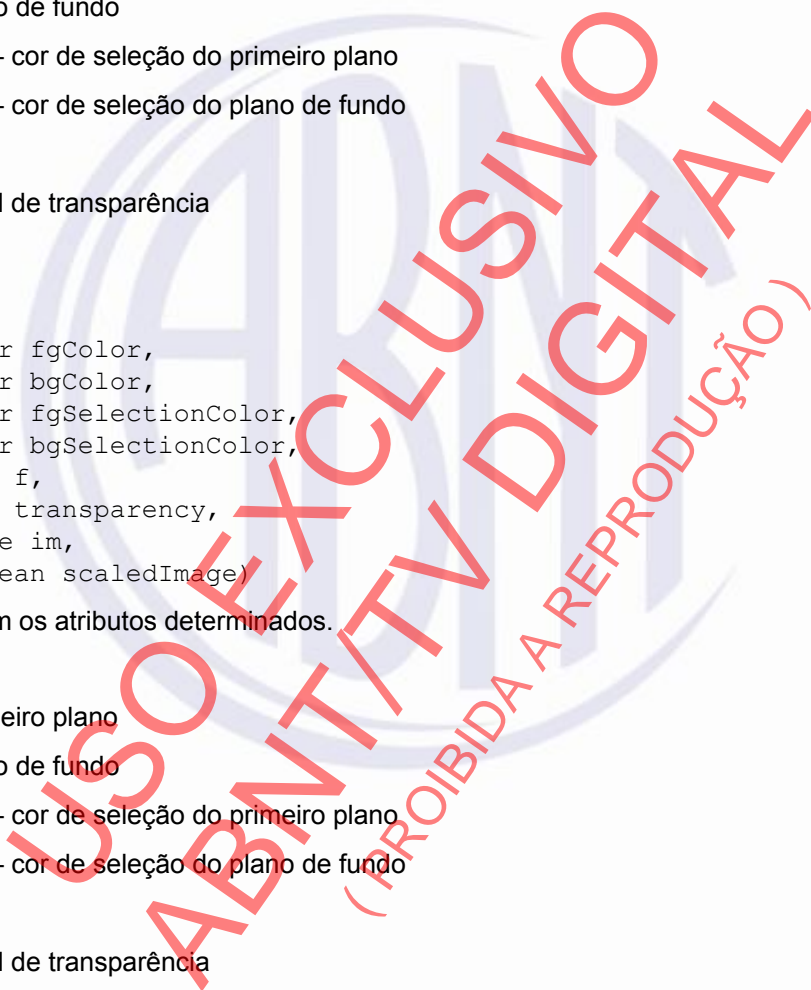 o de fundo
- cor de seleção do primeiro plano
- cor de seleção do plano de fundo
l de transparência
r fgColor,
r bgColor,
r fgSelectionColor,
r bgSelectionColor,
f,
transparency,
e im,
ean scaledImage)
m os atributos determinados.
eiro plano
o de fundo
- cor de seleção do primeiro plano
- cor de seleção do plano de fundo
l de transparência
ABNT
USO EXCLUSIVO
ABNT/TV DIGITAL
( PROIBIDA A REPRODUÇÃO )